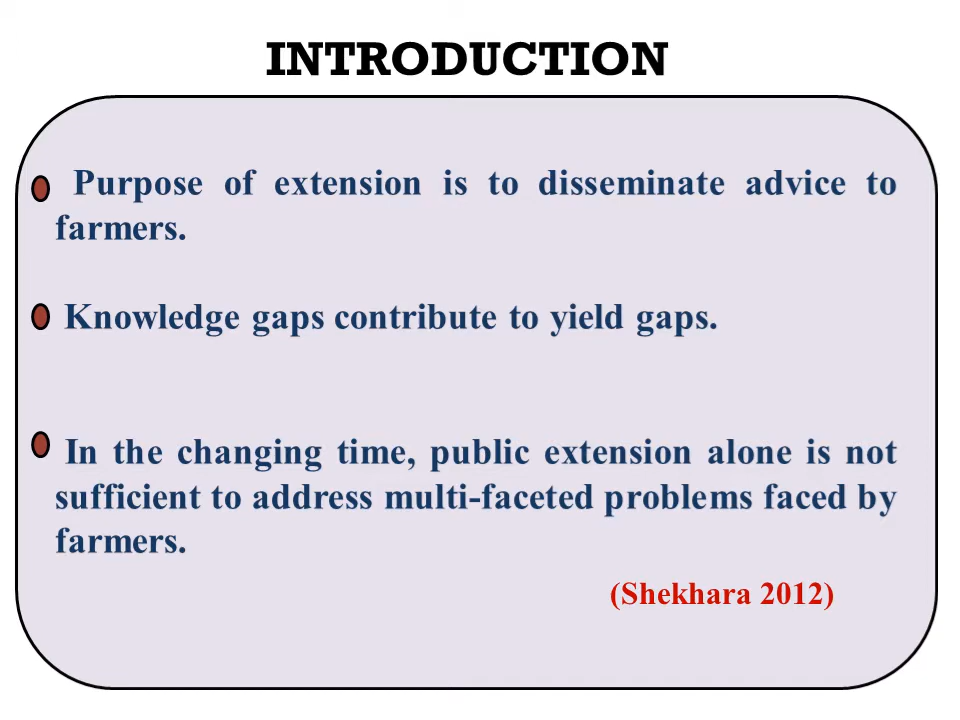 INTRODUCTION
Purpose of extension is to disseminate advice to
farmers.
Knowledge gaps contribute to yield gaps.
In the changing time, public extension alone is not
sufficient to address multi-faceted problems faced by
farmers.
(Shekhara 2012)